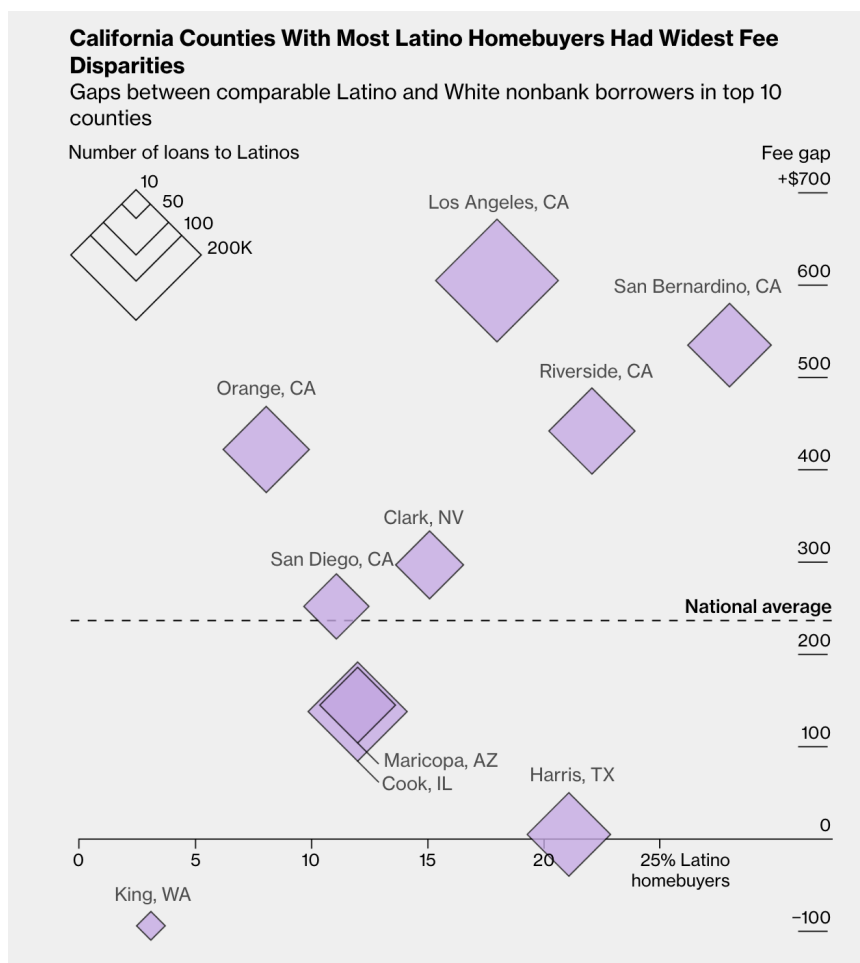 California Counties With Most Latino Homebuyers Had Widest Fee
Disparities
Gaps between comparable Latino and White nonbank borrowers in top 10
counties
Number of loans to Latinos
10
50
100
200K
Fee gap
+$700
Los Angeles, CA
600
San Bernardino, CA
500
Riverside, CA
Orange, CA
400
Clark, NV
300
San Diego, CA
National average
200
100
Maricopa, AZ
Cook, IL
Harris, TX
0
0
5
10
15
20
25% Latino
homebuyers
King, WA
−100